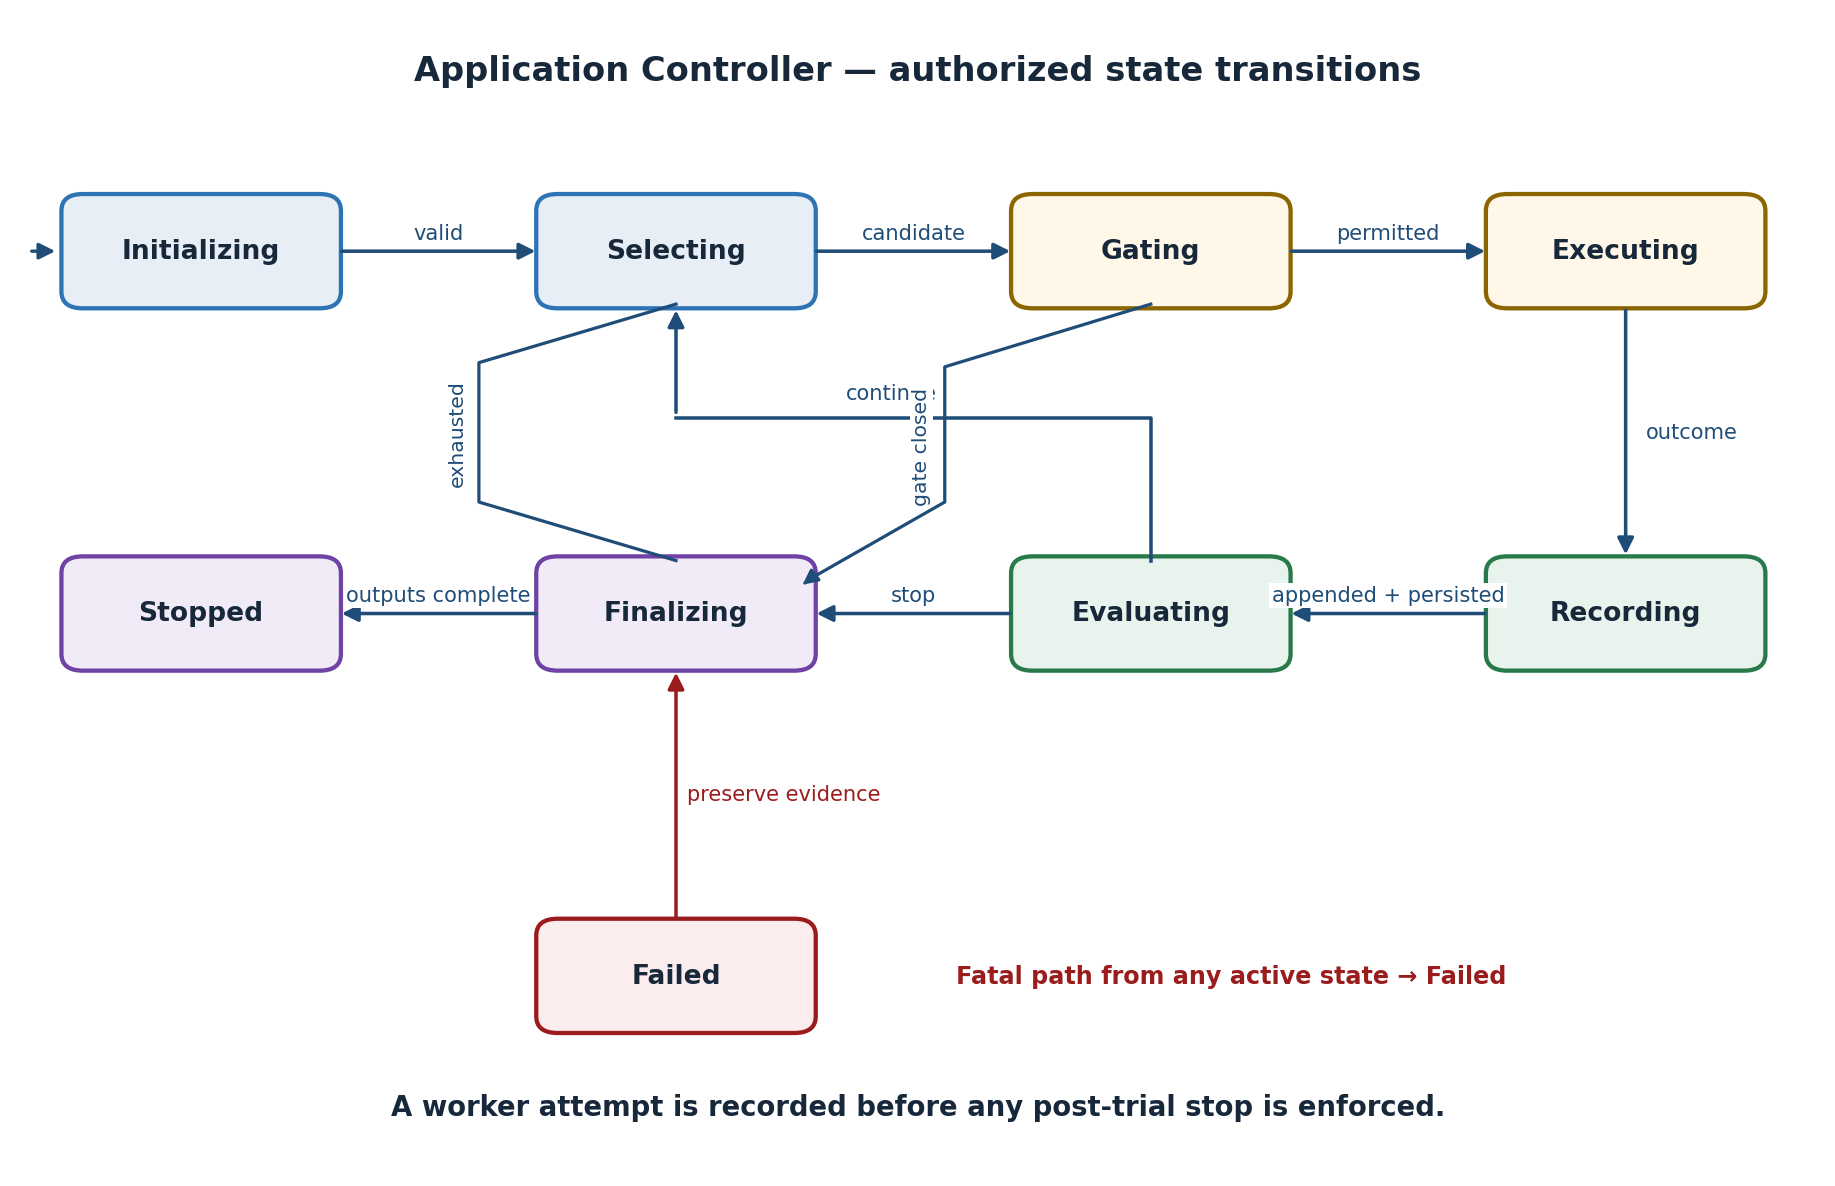 Application Controller — authorized state transitions
Initializing
valid
Selecting
candidate
Gating
permitted
Executing
exhausted
gate closed
outcome
Stopped
outputs complete
Finalizing
stop
Evaluating
appended + persisted
Recording
preserve evidence
Failed
Fatal path from any active state → Failed
A worker attempt is recorded before any post-trial stop is enforced.